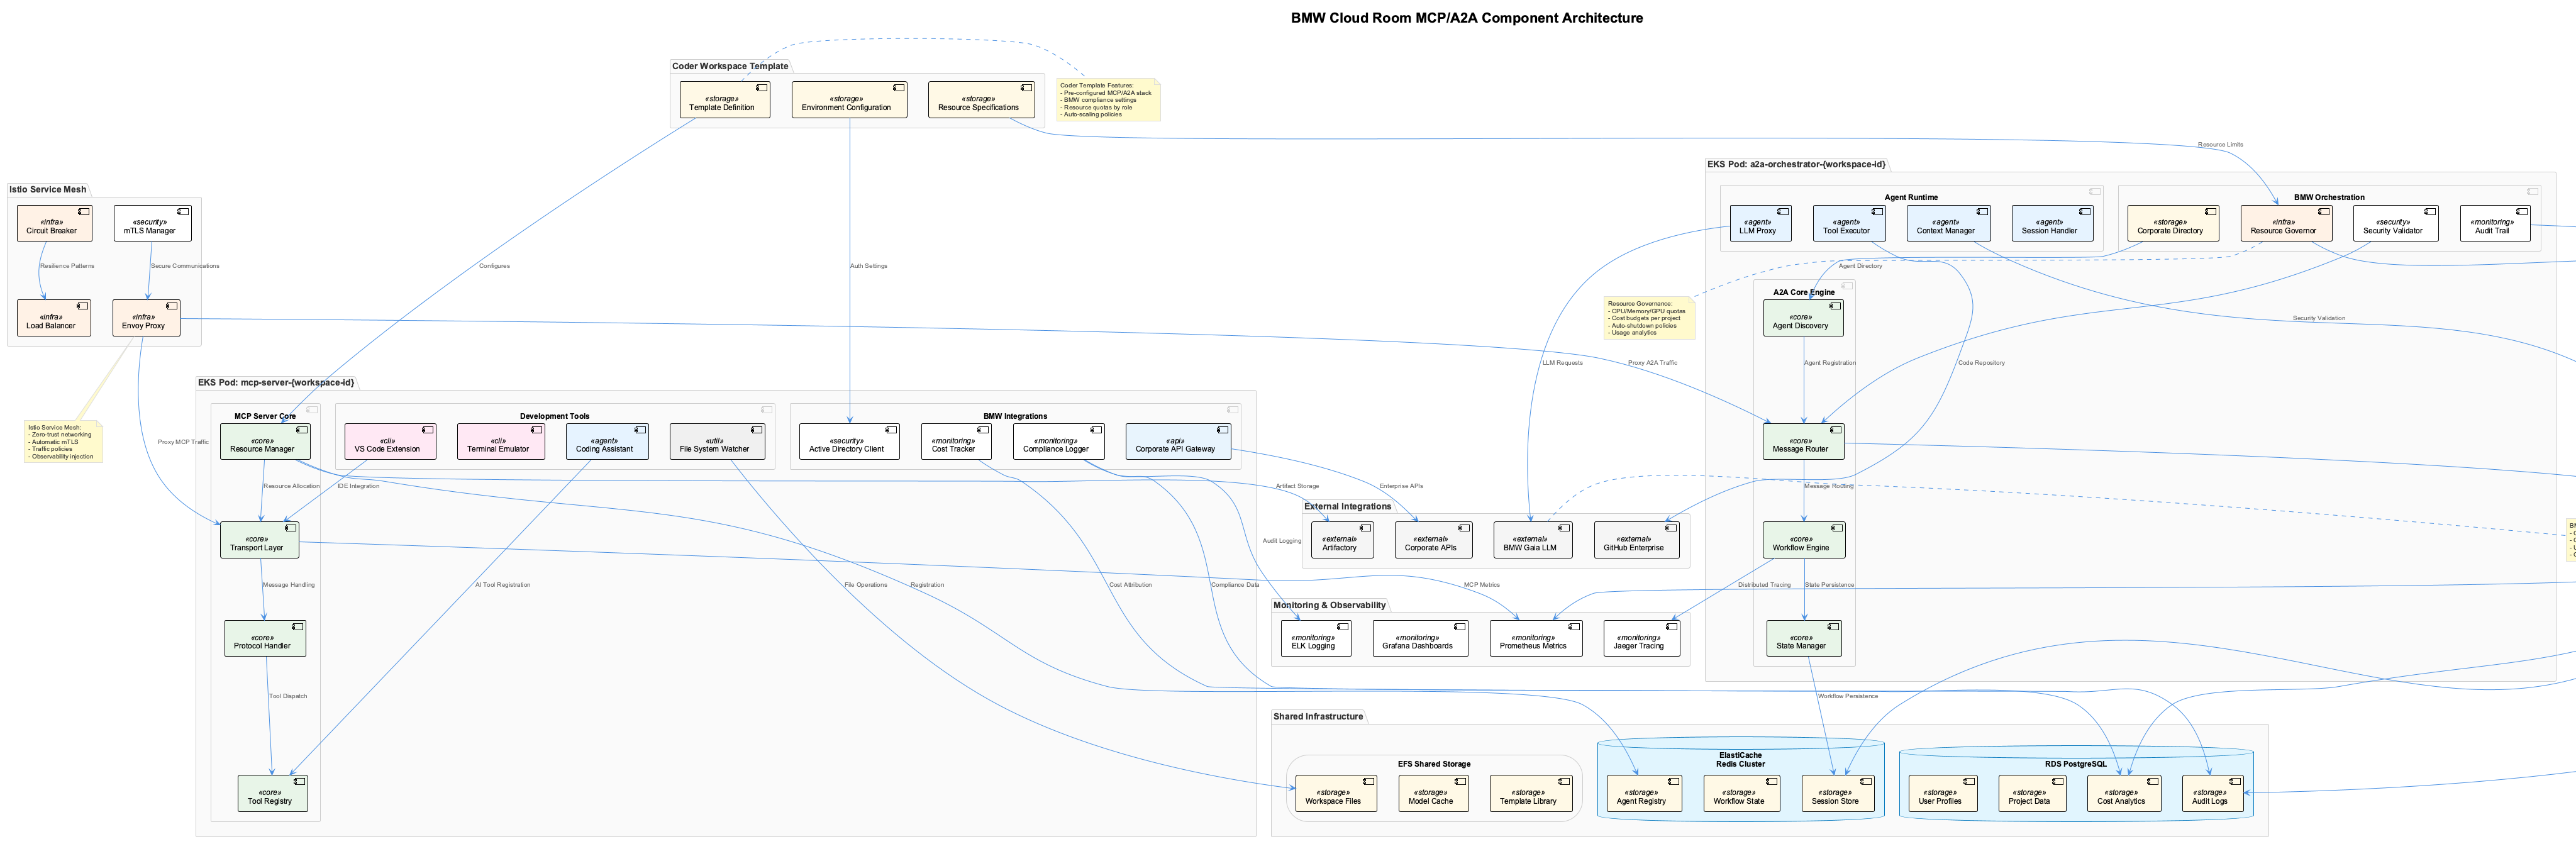 BMW Cloud Room MCP/A2A Component Architecture
Coder Workspace Template
«storage»
Template Definition
«storage»
Environment Configuration
«storage»
Resource Specifications
Coder Template Features:
- Pre-configured MCP/A2A stack
- BMW compliance settings
- Resource quotas by role
- Auto-scaling policies
Resource Limits
Istio Service Mesh
«infra»
Circuit Breaker
«security»
mTLS Manager
Resilience Patterns
Secure Communications
«infra»
Load Balancer
«infra»
Envoy Proxy
Istio Service Mesh:
- Zero-trust networking
- Automatic mTLS
- Traffic policies
- Observability injection
Configures
Auth Settings
Proxy MCP Traffic
Proxy A2A Traffic
EKS Pod: a2a-orchestrator-{workspace-id}
Agent Runtime
«agent»
LLM Proxy
«agent»
Tool Executor
«agent»
Context Manager
«agent»
Session Handler
BMW Orchestration
«storage»
Corporate Directory
«infra»
Resource Governor
«security»
Security Validator
«monitoring»
Audit Trail
Agent Directory
Resource Governance:
- CPU/Memory/GPU quotas
- Cost budgets per project
- Auto-shutdown policies
- Usage analytics
A2A Core Engine
«core»
Agent Discovery
Agent Registration
Security Validation
LLM Requests
Code Repository
«core»
Message Router
Message Routing
«core»
Workflow Engine
Distributed Tracing
State Persistence
«core»
State Manager
Workflow Persistence
EKS Pod: mcp-server-{workspace-id}
MCP Server Core
«core»
Resource Manager
Resource Allocation
«core»
Transport Layer
Message Handling
«core»
Protocol Handler
Tool Dispatch
«core»
Tool Registry
Development Tools
«cli»
VS Code Extension
«cli»
Terminal Emulator
«agent»
Coding Assistant
«util»
File System Watcher
IDE Integration
AI Tool Registration
File Operations
Registration
BMW Integrations
«security»
Active Directory Client
«monitoring»
Cost Tracker
«monitoring»
Compliance Logger
«api»
Corporate API Gateway
Cost Attribution
Compliance Data
Audit Logging
Artifact Storage
Enterprise APIs
MCP Metrics
External Integrations
«external»
Artifactory
«external»
Corporate APIs
«external»
BMW Gaia LLM
«external»
GitHub Enterprise
Monitoring & Observability
«monitoring»
ELK Logging
«monitoring»
Grafana Dashboards
«monitoring»
Prometheus Metrics
«monitoring»
Jaeger Tracing
Shared Infrastructure
EFS Shared Storage
«storage»
Workspace Files
«storage»
Model Cache
«storage»
Template Library
ElastiCache
Redis Cluster
«storage»
Agent Registry
«storage»
Workflow State
«storage»
Session Store
RDS PostgreSQL
«storage»
User Profiles
«storage»
Project Data
«storage»
Cost Analytics
«storage»
Audit Logs